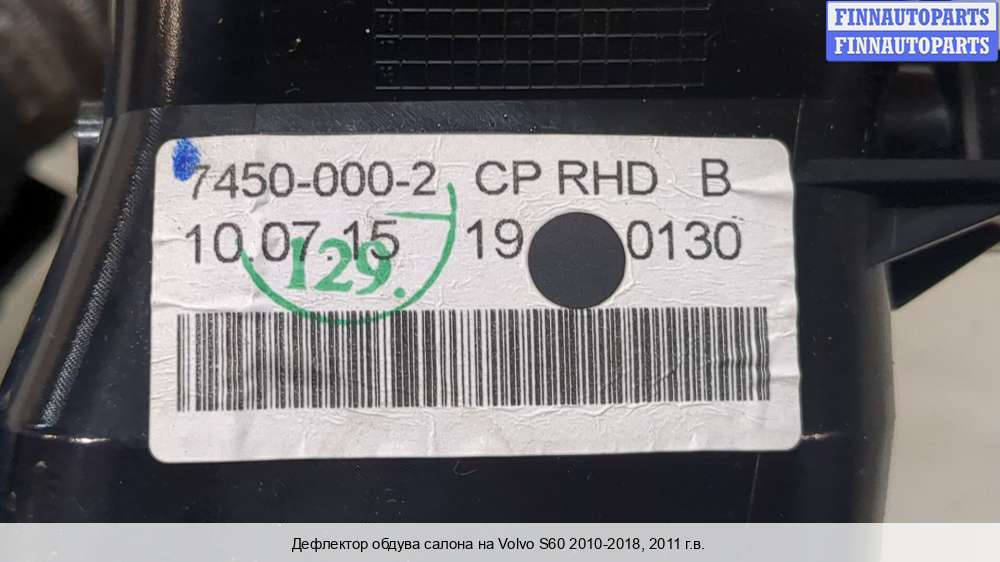 FINNAUTOPARTS
FINNAUTOPARTS
7450-000-2 CP RHD B
10.07.15 19 0130
129.
Дефлектор обдува салона на Volvo S60 2010-2018, 2011 г.в.